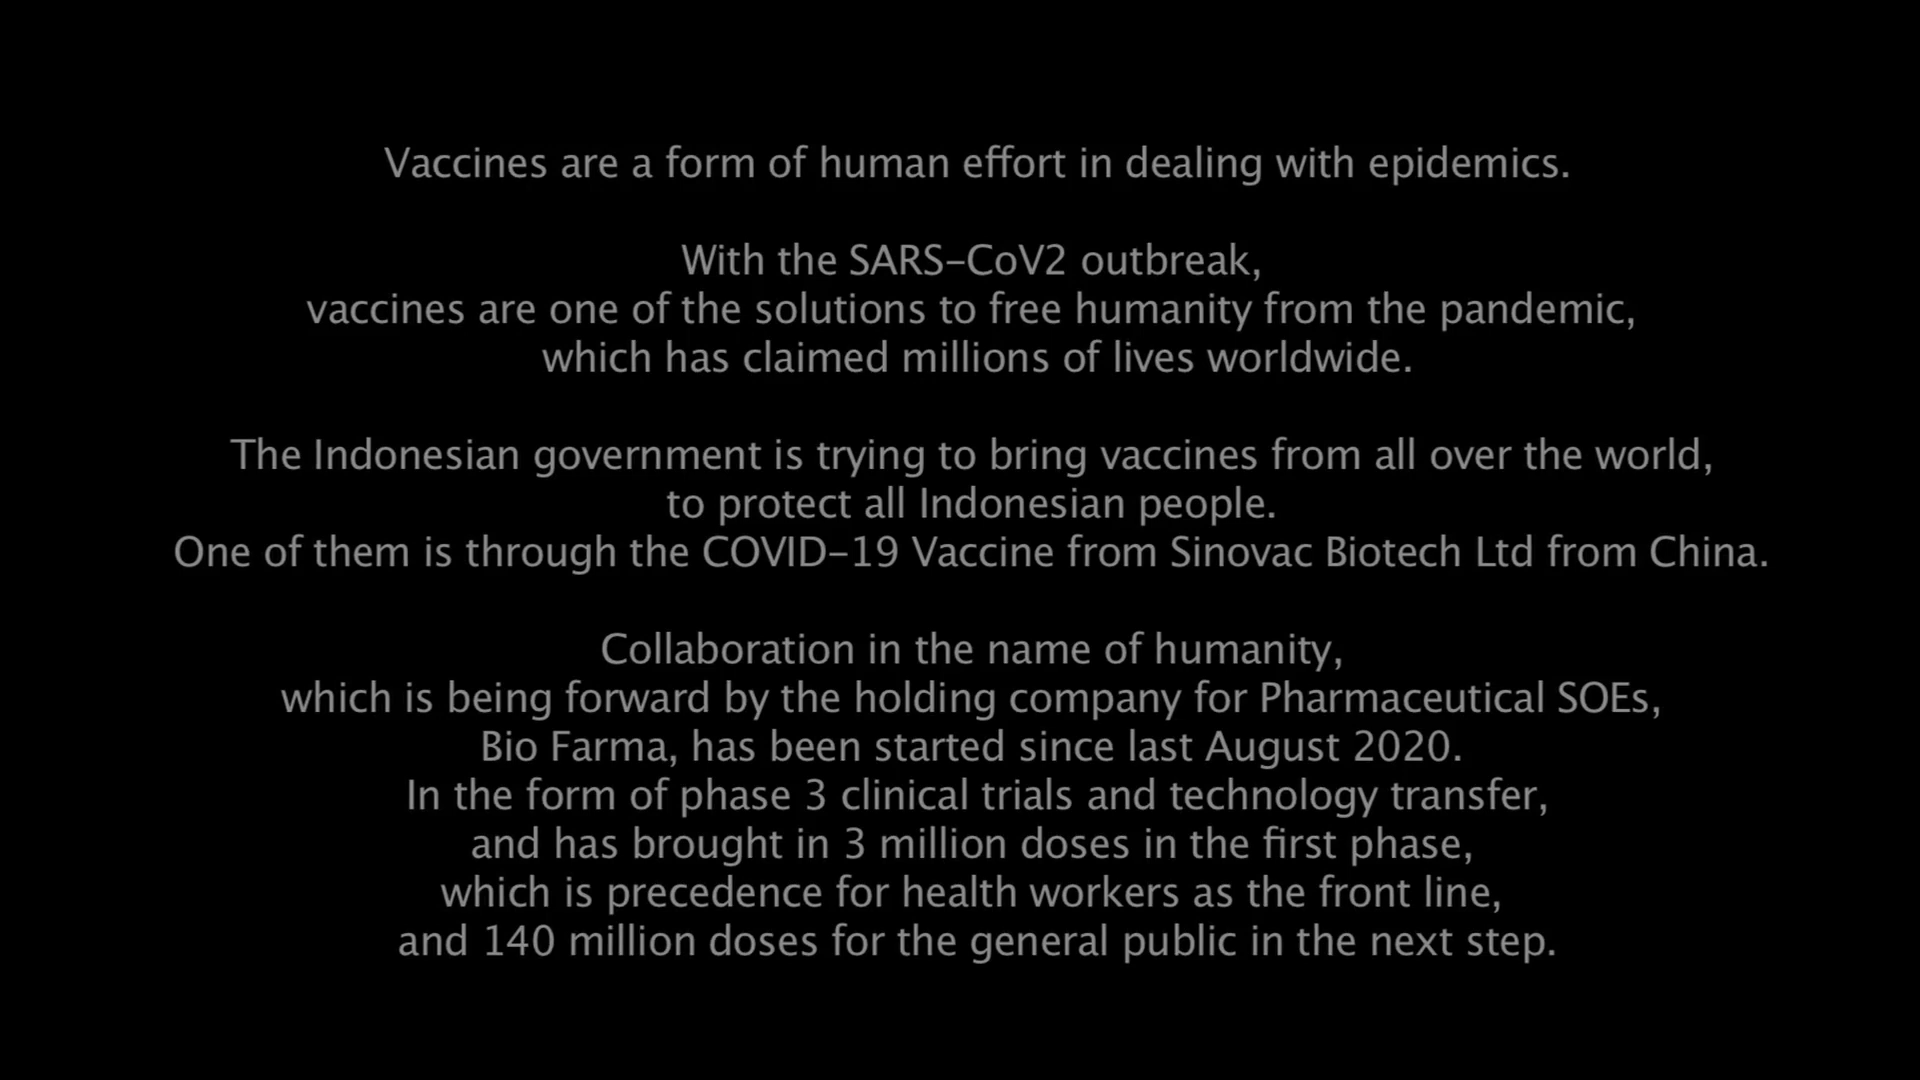 Vaccines are a form of human effort in dealing with epidemics.
With the SARS-CoV2 outbreak,
vaccines are one of the solutions to free humanity from the pandemic,
which has claimed millions of lives worldwide.
The Indonesian government is trying to bring vaccines from all over the world,
to protect all Indonesian people.
One of them is through the COVID-19 Vaccine from Sinovac Biotech Ltd from China.
Collaboration in the name of humanity,
which is being forward by the holding company for Pharmaceutical SOEs,
Bio Farma, has been started since last August 2020.
In the form of phase 3 clinical trials and technology transfer,
and has brought in 3 million doses in the first phase,
which is precedence for health workers as the front line,
and 140 million doses for the general public in the next step.